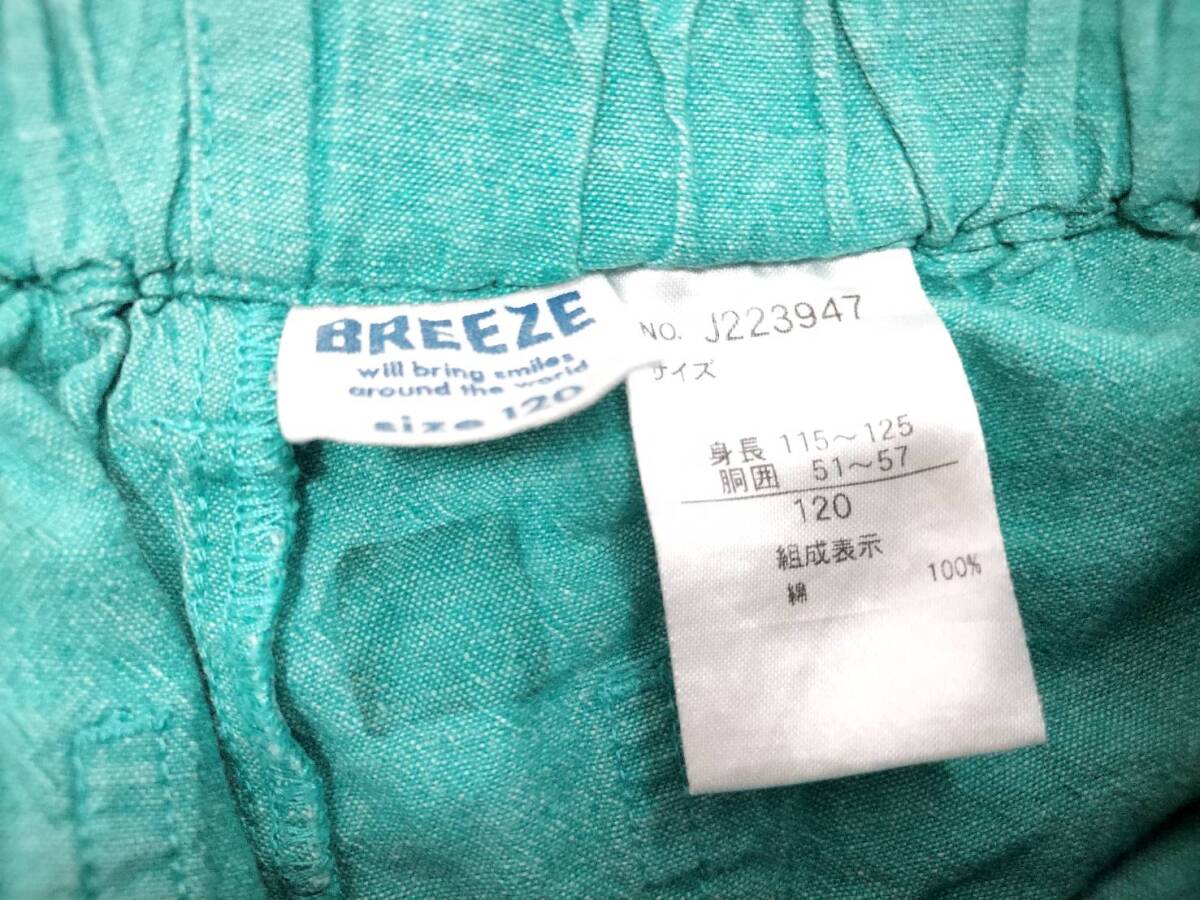 BREEZE
will bring smiles
around the world
size 120
NO. J223947
サイズ
身長 115～125
胴囲 51～57
120
組成表示
綿 100%